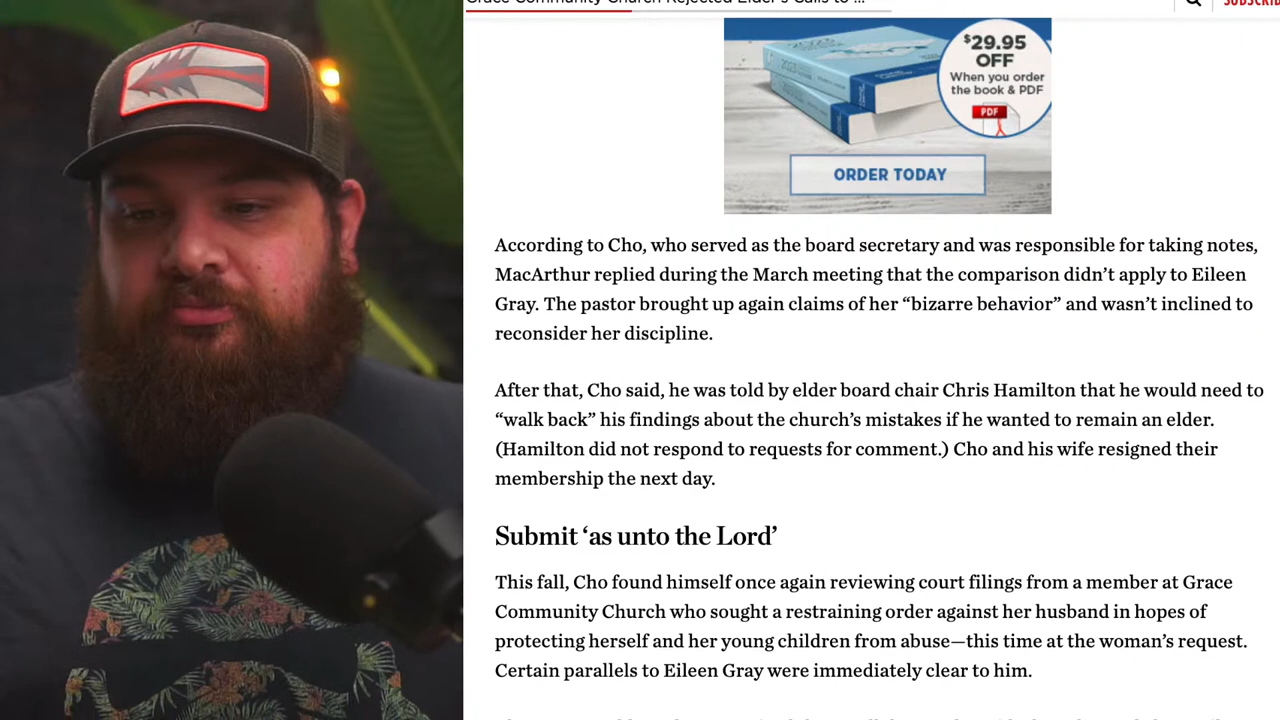 Grace Community Church Rejected Elder's Calls to ...
SUBSCRIB
$29.95
OFF
When you order
the book & PDF
PDF
ORDER TODAY
According to Cho, who served as the board secretary and was responsible for taking notes,
MacArthur replied during the March meeting that the comparison didn’t apply to Eileen
Gray. The pastor brought up again claims of her “bizarre behavior” and wasn’t inclined to
reconsider her discipline.
After that, Cho said, he was told by elder board chair Chris Hamilton that he would need to
“walk back” his findings about the church’s mistakes if he wanted to remain an elder.
(Hamilton did not respond to requests for comment.) Cho and his wife resigned their
membership the next day.
Submit ‘as unto the Lord’
This fall, Cho found himself once again reviewing court filings from a member at Grace
Community Church who sought a restraining order against her husband in hopes of
protecting herself and her young children from abuse—this time at the woman’s request.
Certain parallels to Eileen Gray were immediately clear to him.